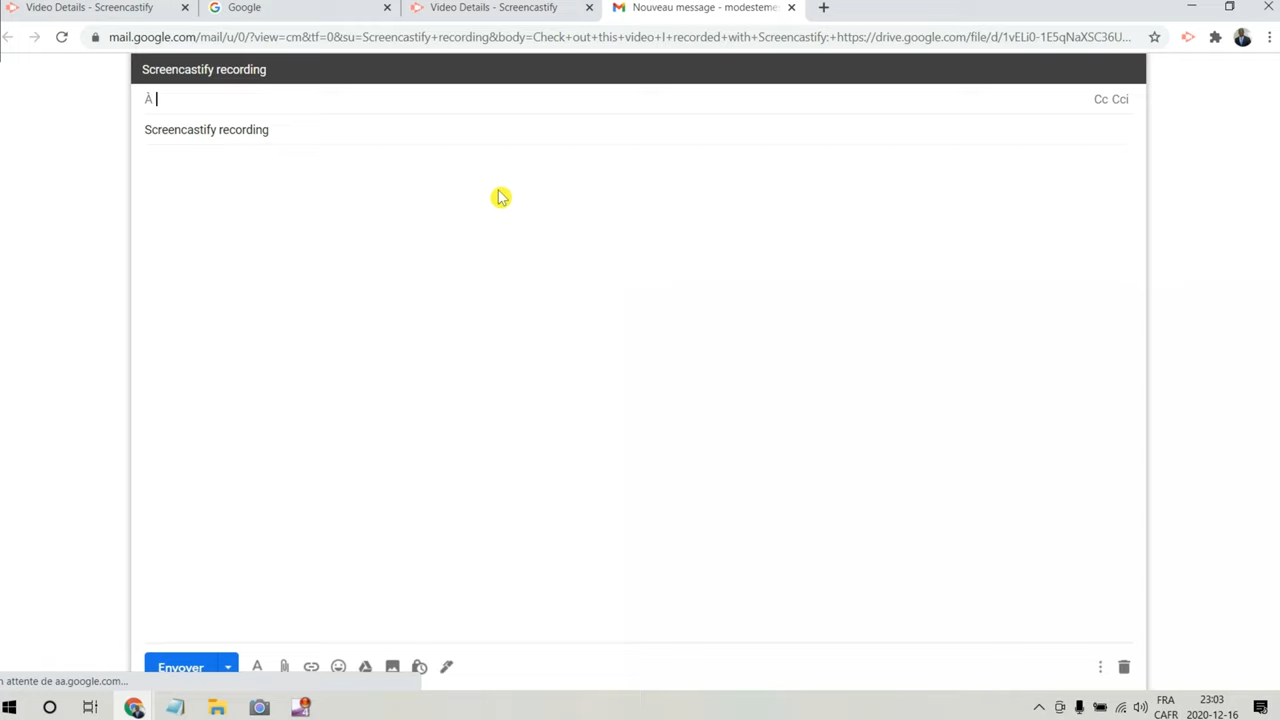 Video Details - Screencastify
Google
Video Details - Screencastify
Nouveau message - modesteme
mail.google.com/mail/u/0/?view=cm&tf=0&su=Screencastify+recording&body=Check+out+this+video+I+recorded+with+Screencastify:+https://drive.google.com/file/d/1vELi0-1E5qNaXSC36U...
Screencastify recording
À
Cc Cci
Screencastify recording
Envoyer
n attente de aa.google.com...
4
FRA
23:03
CAFR
2020-12-16